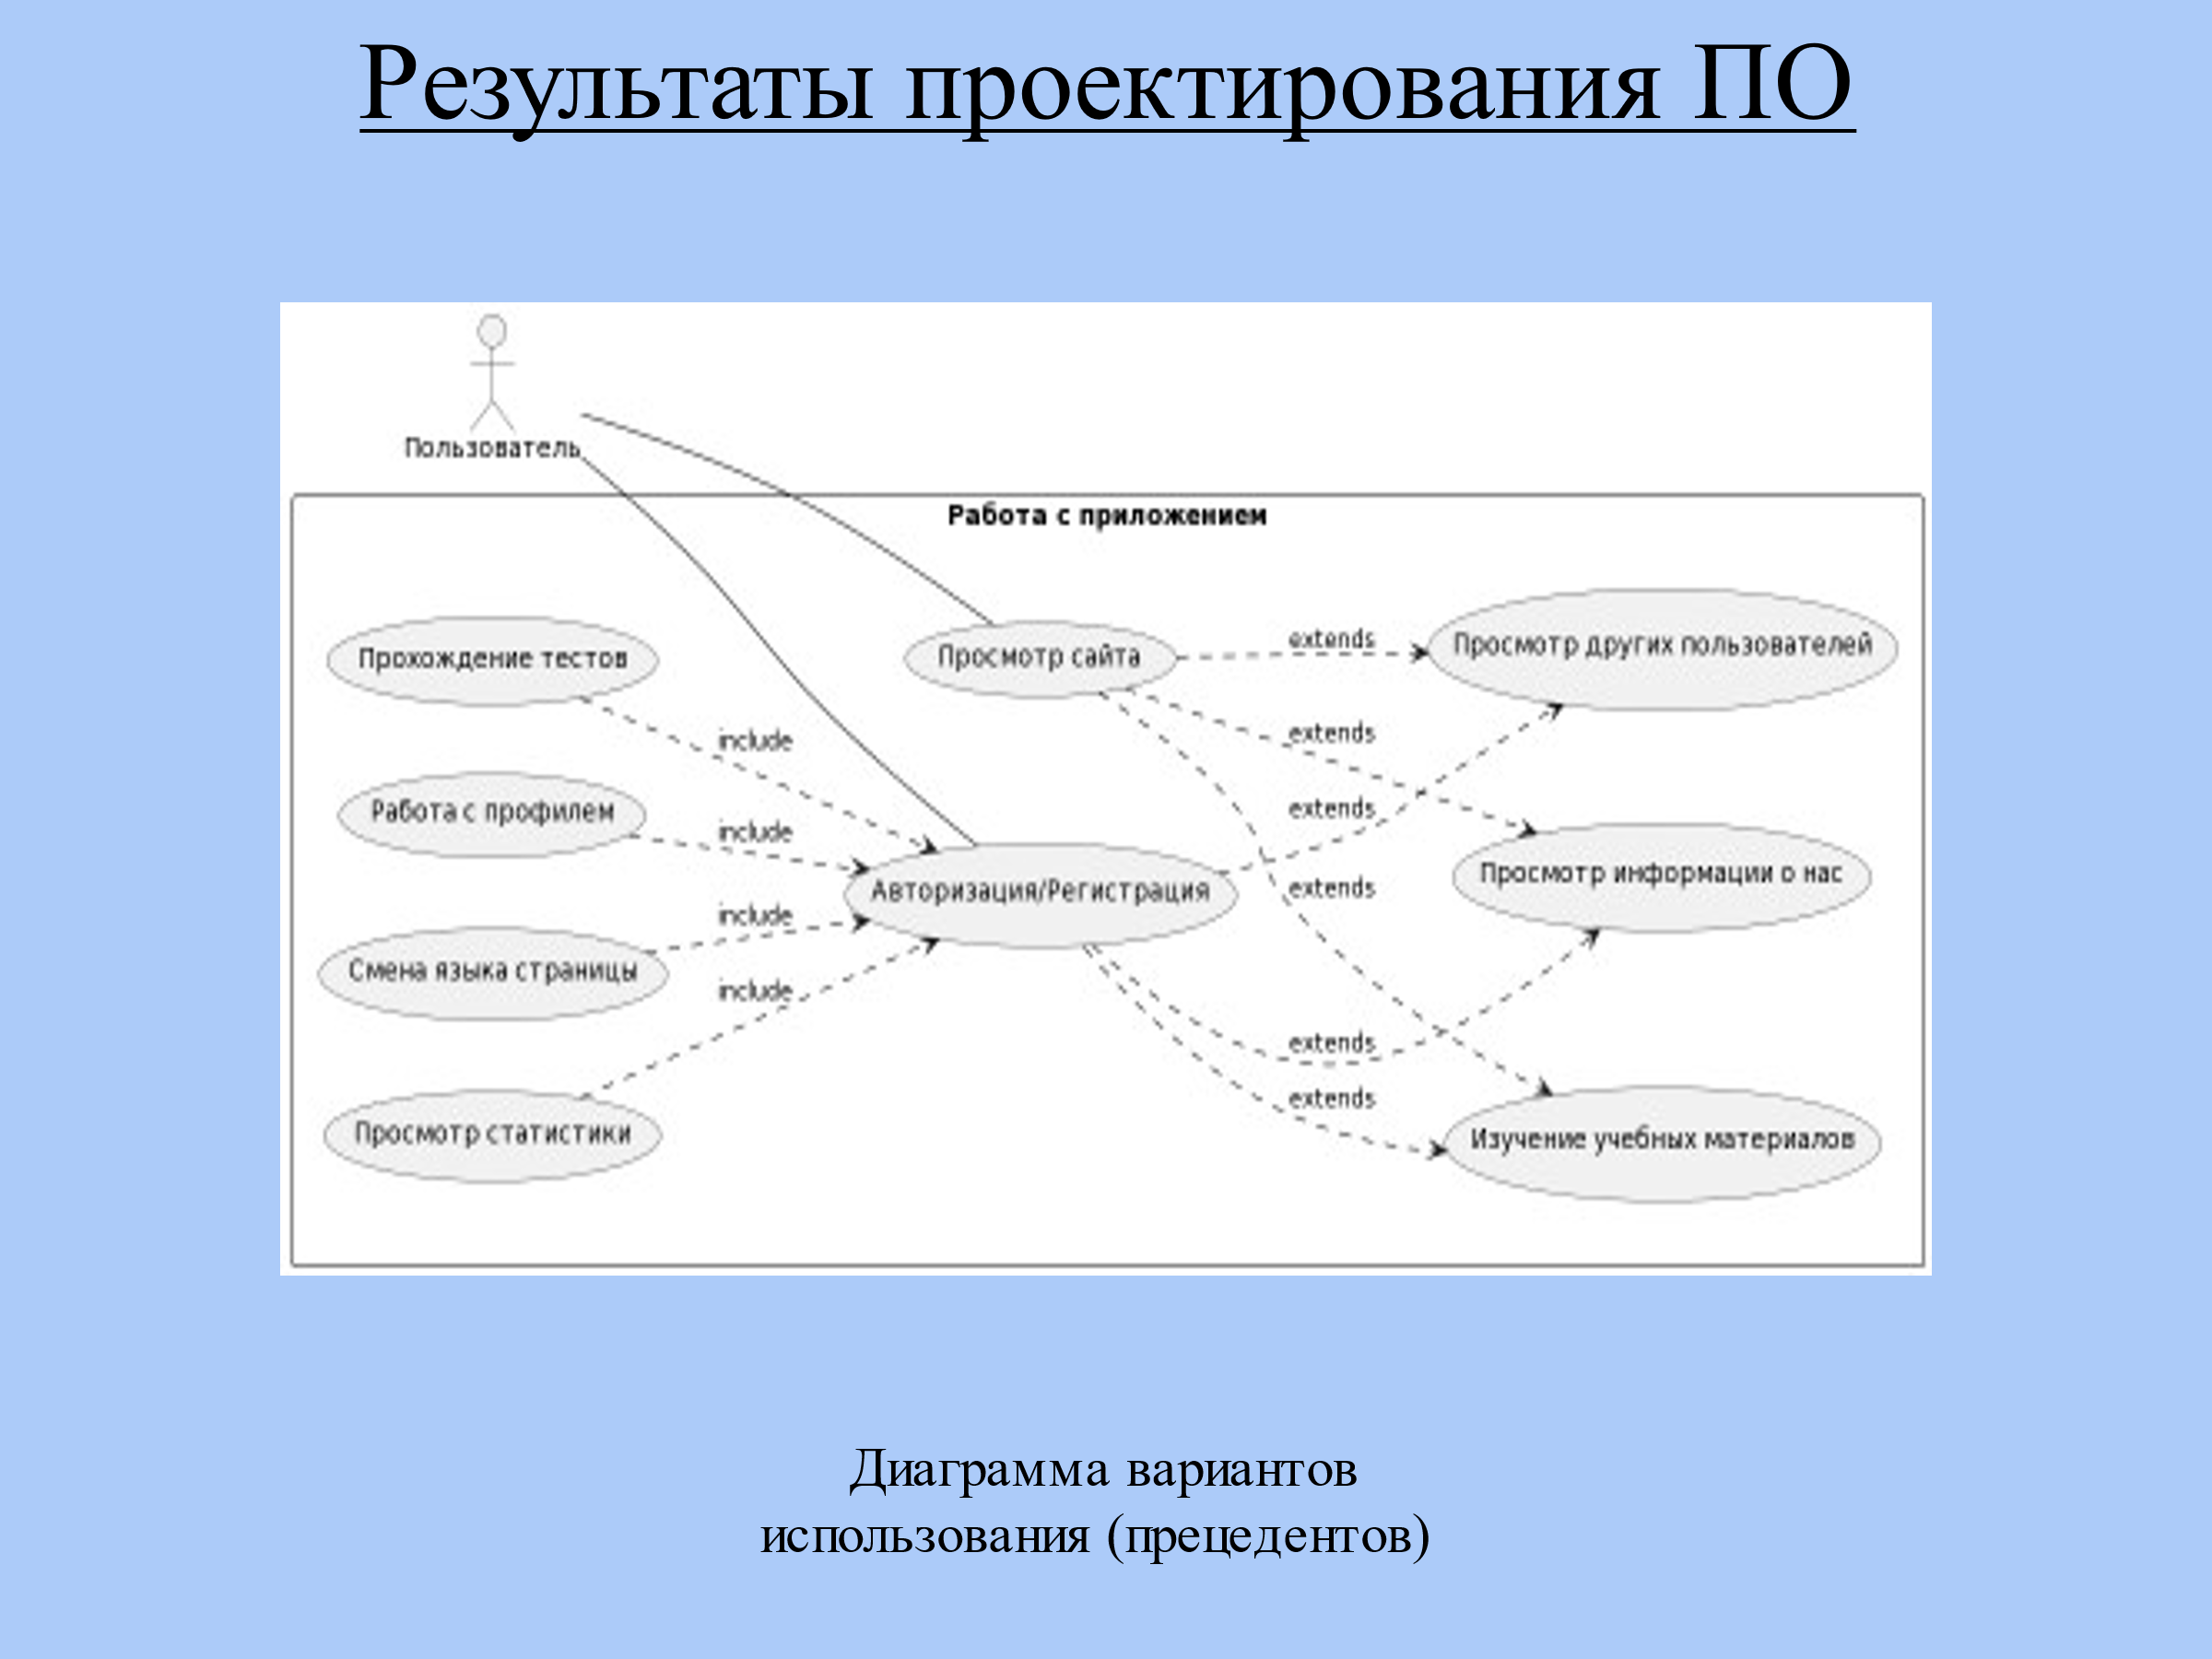 Результаты проектирования ПО
Пользователь
Работа с приложением
Прохождение тестов
Просмотр сайта
extends
Просмотр других пользователей
include
extends
Работа с профилем
include
extends
Авторизация/Регистрация
extends
Просмотр информации о нас
include
Смена языка страницы
include
extends
extends
Просмотр статистики
Изучение учебных материалов
Диаграмма вариантов
использования (прецедентов)